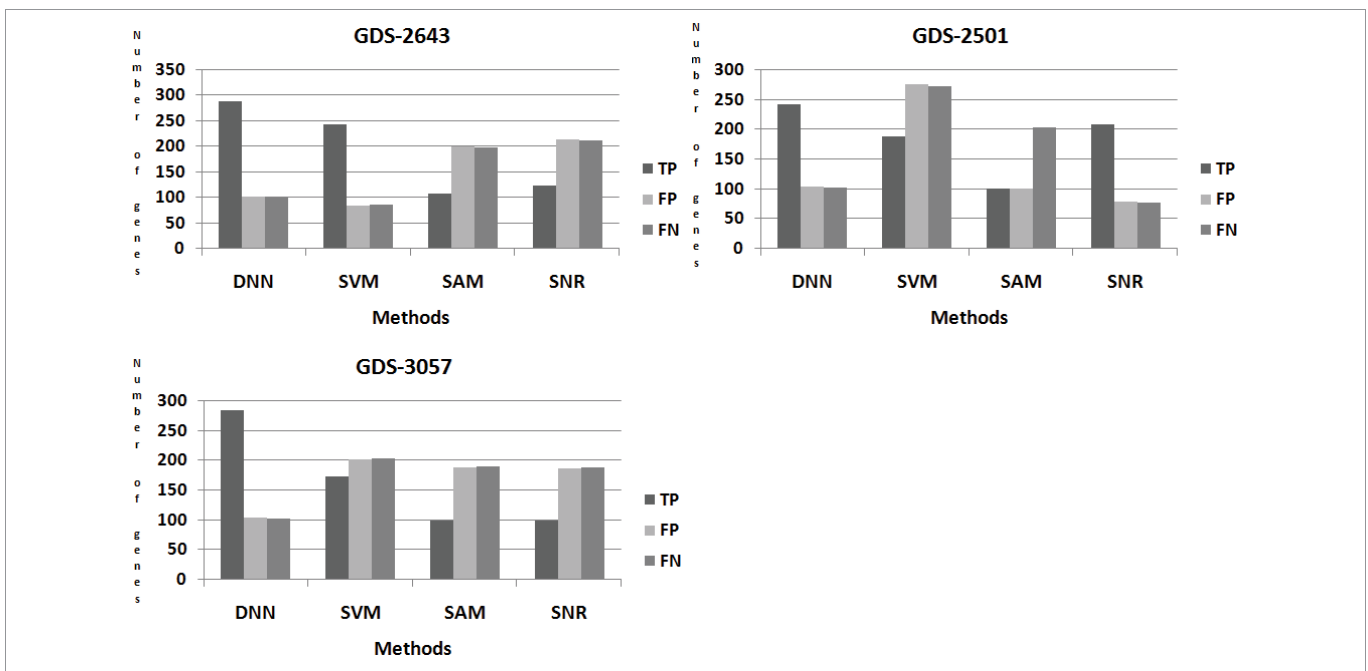 GDS-2643
Number of genes
350
300
250
200
150
100
50
0
DNN SVM SAM SNR
Methods
TP
FP
FN
GDS-2501
Number of genes
300
250
200
150
100
50
0
DNN SVM SAM SNR
Methods
TP
FP
FN
GDS-3057
Number of genes
300
250
200
150
100
50
0
DNN SVM SAM SNR
Methods
TP
FP
FN